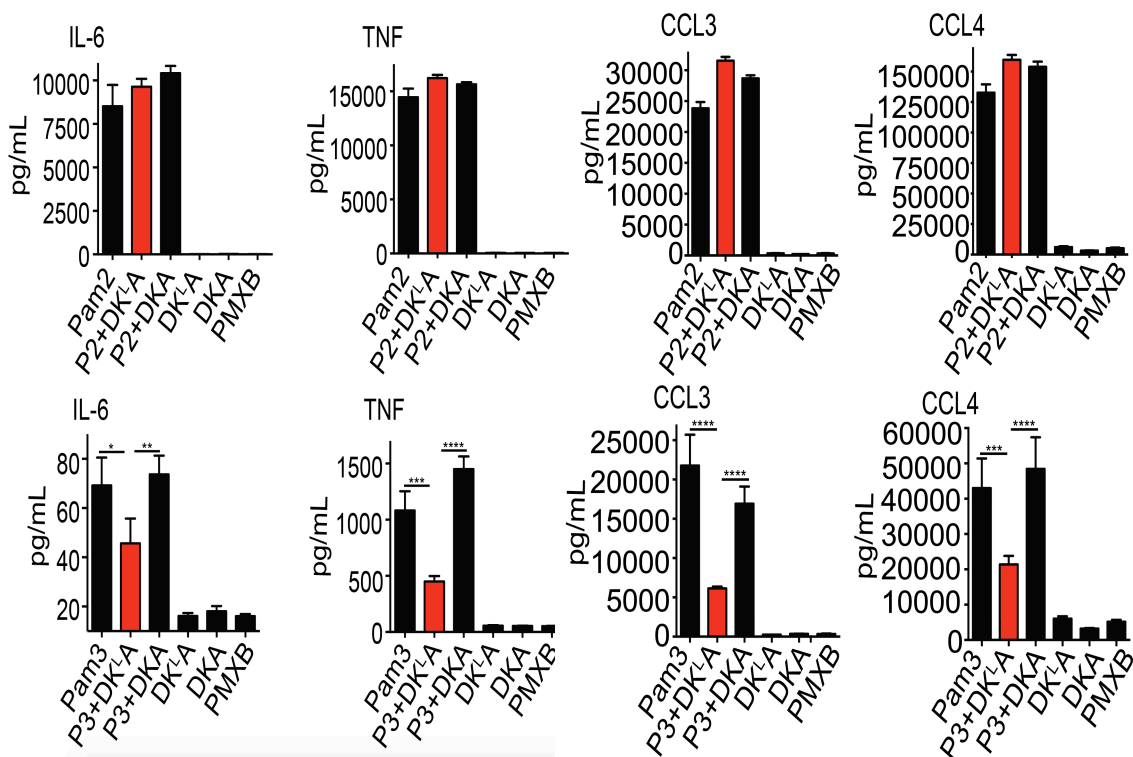 IL-6
TNF
CCL3
CCL4
pg/mL
10000
7500
5000
2500
0
Pam2
P2+DKᴸA
P2+DKA
DKᴸA
DKA
PMXB
pg/mL
15000
10000
5000
0
Pam2
P2+DKᴸA
P2+DKA
DKᴸA
DKA
PMXB
pg/mL
30000
25000
20000
15000
10000
5000
0
Pam2
P2+DKᴸA
P2+DKA
DKᴸA
DKA
PMXB
pg/mL
150000
125000
100000
75000
50000
25000
0
Pam2
P2+DKᴸA
P2+DKA
DKᴸA
DKA
PMXB
IL-6
TNF
CCL3
CCL4
pg/mL
80
60
40
20
* **
Pam3
P3+DKᴸA
P3+DKA
DKᴸA
DKA
PMXB
pg/mL
1500
1000
500
0
*** ****
Pam3
P3+DKᴸA
P3+DKA
DKᴸA
DKA
PMXB
pg/mL
25000
20000
15000
10000
5000
0
**** ****
Pam3
P3+DKᴸA
P3+DKA
DKᴸA
DKA
PMXB
pg/mL
60000
50000
40000
30000
20000
10000
0
*** ****
Pam3
P3+DKᴸA
P3+DKA
DKᴸA
DKA
PMXB